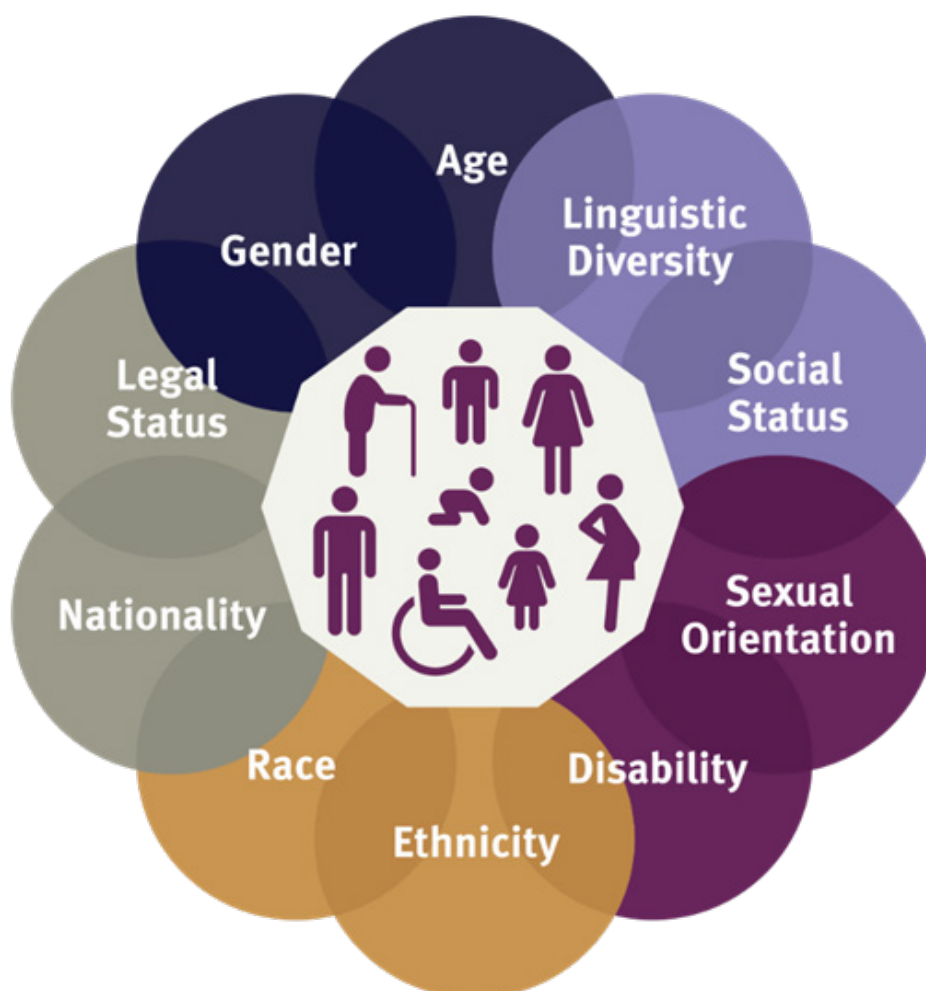 Age
Linguistic
Diversity
Social
Status
Sexual
Orientation
Disability
Ethnicity
Race
Nationality
Legal
Status
Gender